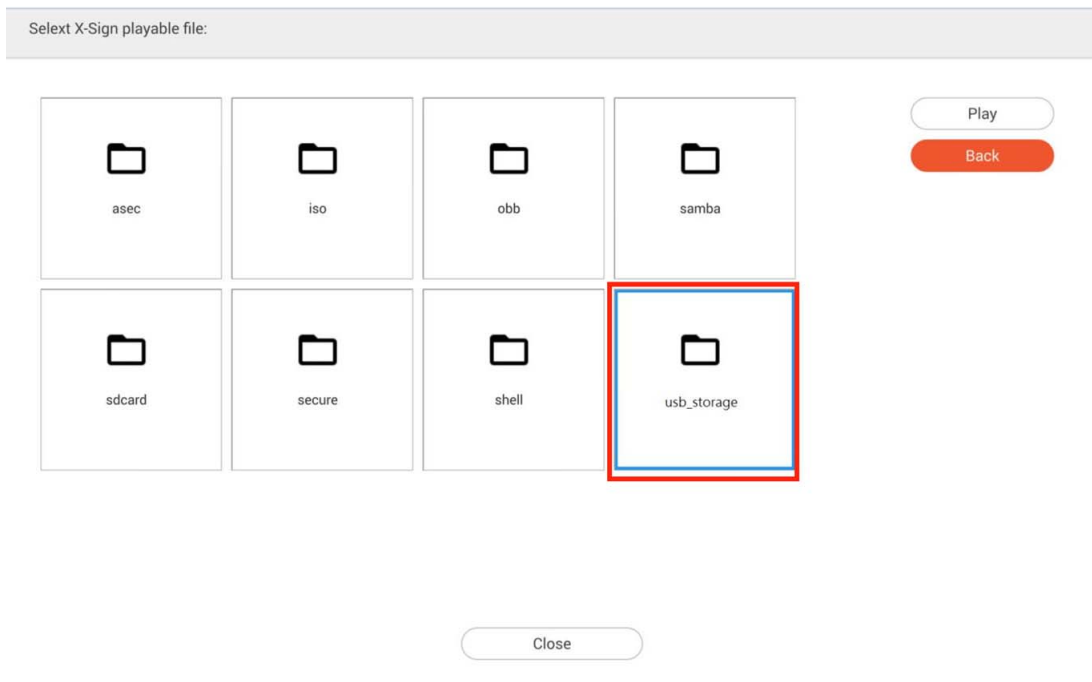 Selext X-Sign playable file:
Play
Back
asec
iso
obb
samba
sdcard
secure
shell
usb_storage
Close